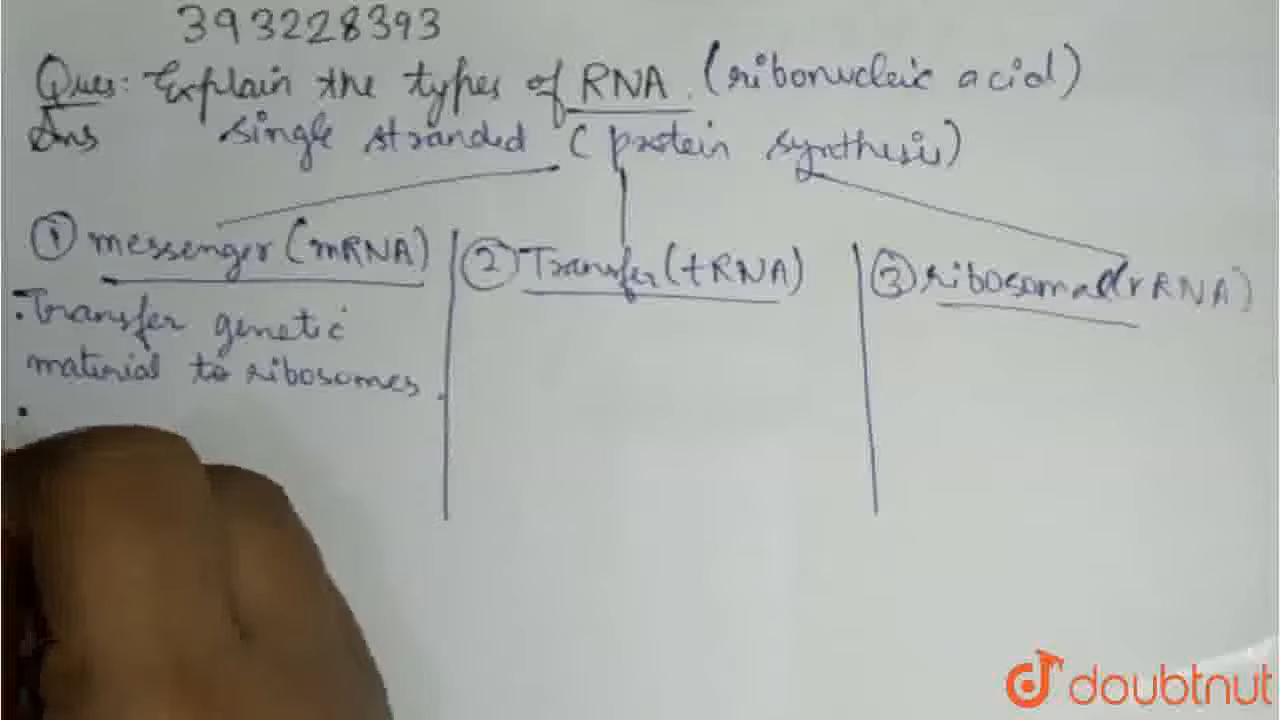 393228393
Ques: Explain the types of RNA. (ribonucleic acid)
Ans single stranded (protein synthesis)
① messenger (mRNA)
• Transfer genetic
material to ribosomes.
•
② Transfer (tRNA)
③ ribosomal (rRNA)
doubtnut